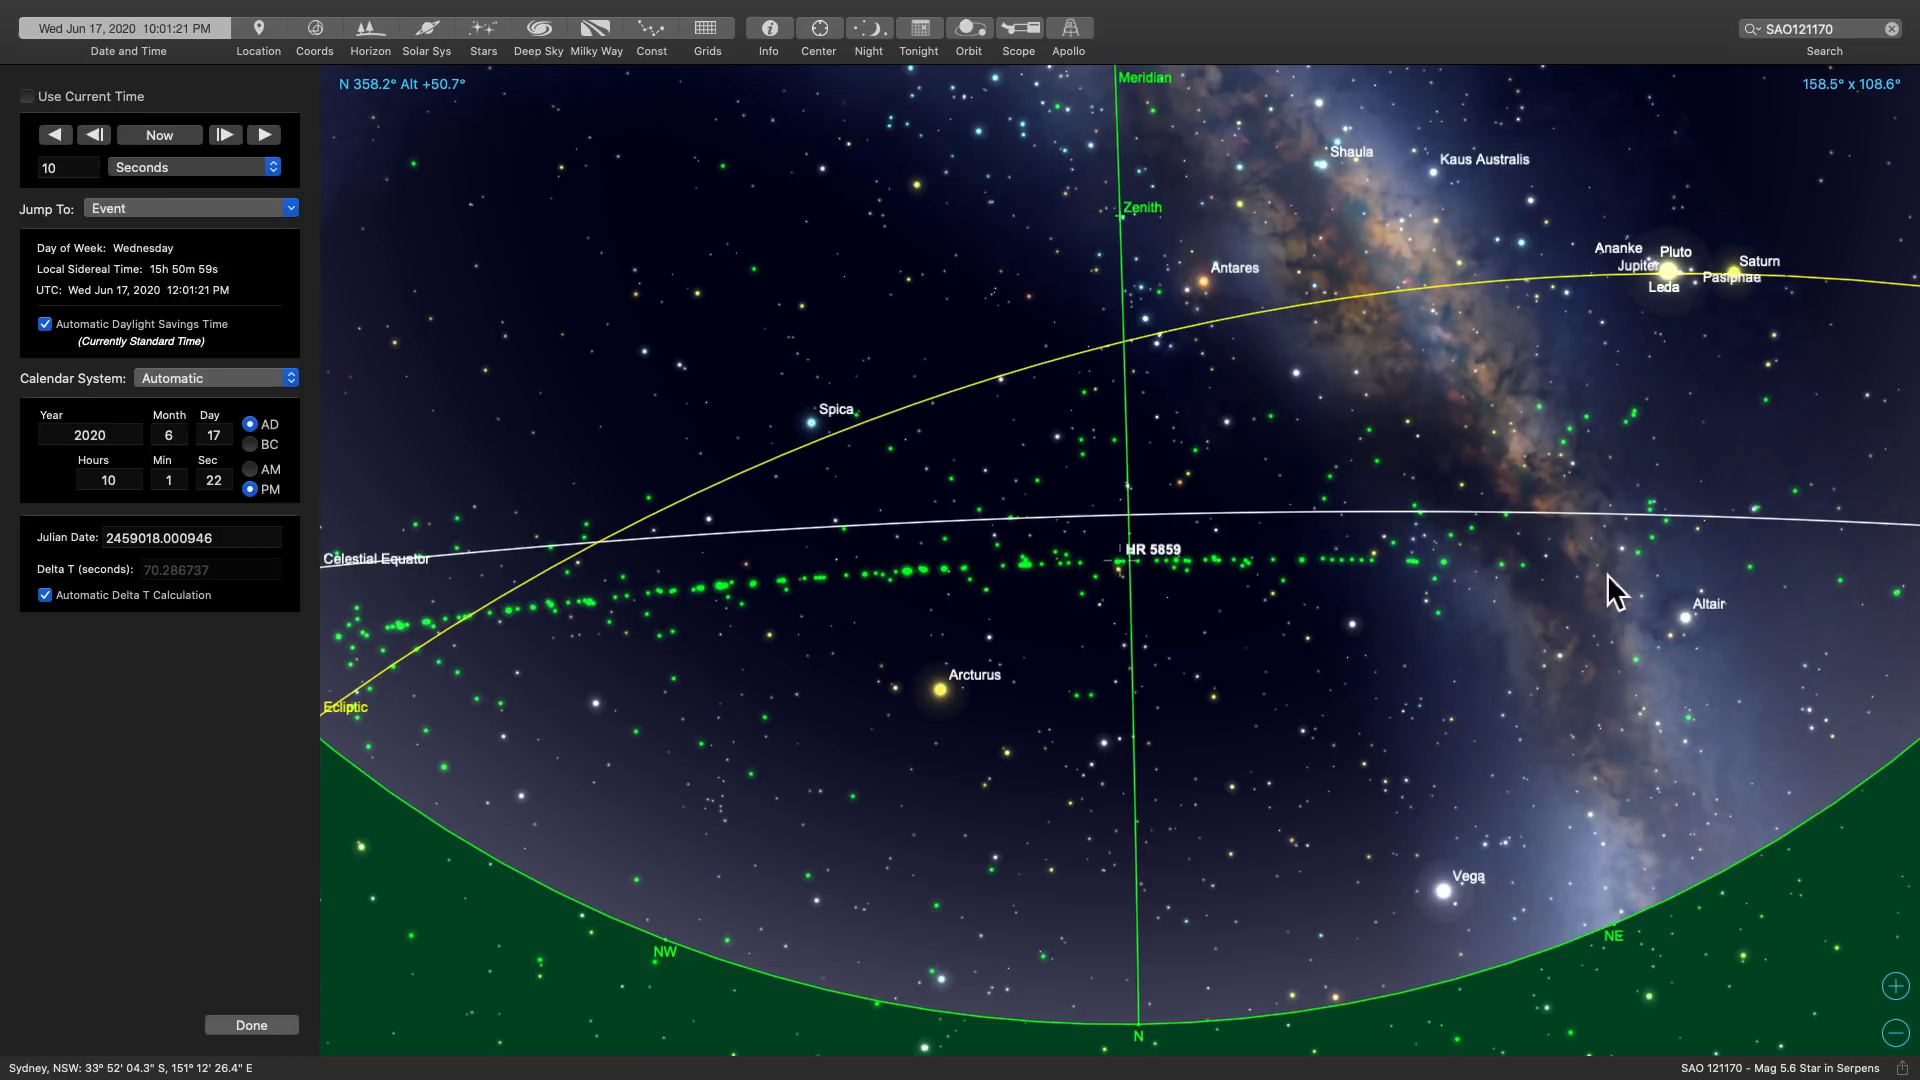 Wed Jun 17, 2020 10:01:21 PM
SAO121170
Date and Time
Location
Coords
Horizon
Solar Sys
Stars
Deep Sky
Milky Way
Const
Grids
Info
Center
Night
Tonight
Orbit
Scope
Apollo
Search
Use Current Time
Now
10
Seconds
Jump To:
Event
Day of Week: Wednesday
Local Sidereal Time: 15h 50m 59s
UTC: Wed Jun 17, 2020 12:01:21 PM
Automatic Daylight Savings Time
(Currently Standard Time)
Calendar System:
Automatic
Year
Month
Day
AD
2020
6
17
BC
Hours
Min
Sec
AM
10
1
22
PM
Julian Date:
2459018.000946
Delta T (seconds):
70.286737
Automatic Delta T Calculation
Done
N 358.2° Alt +50.7°
Meridian
158.5° x 108.6°
Shaula
Kaus Australis
Zenith
Ananke
Pluto
Antares
Jupiter
Saturn
Pasiphae
Leda
Spica
HR 5859
Celestial Equator
Altair
Arcturus
Ecliptic
Vega
NW
NE
N
Sydney, NSW: 33° 52' 04.3" S, 151° 12' 26.4" E
SAO 121170 - Mag 5.6 Star in Serpens